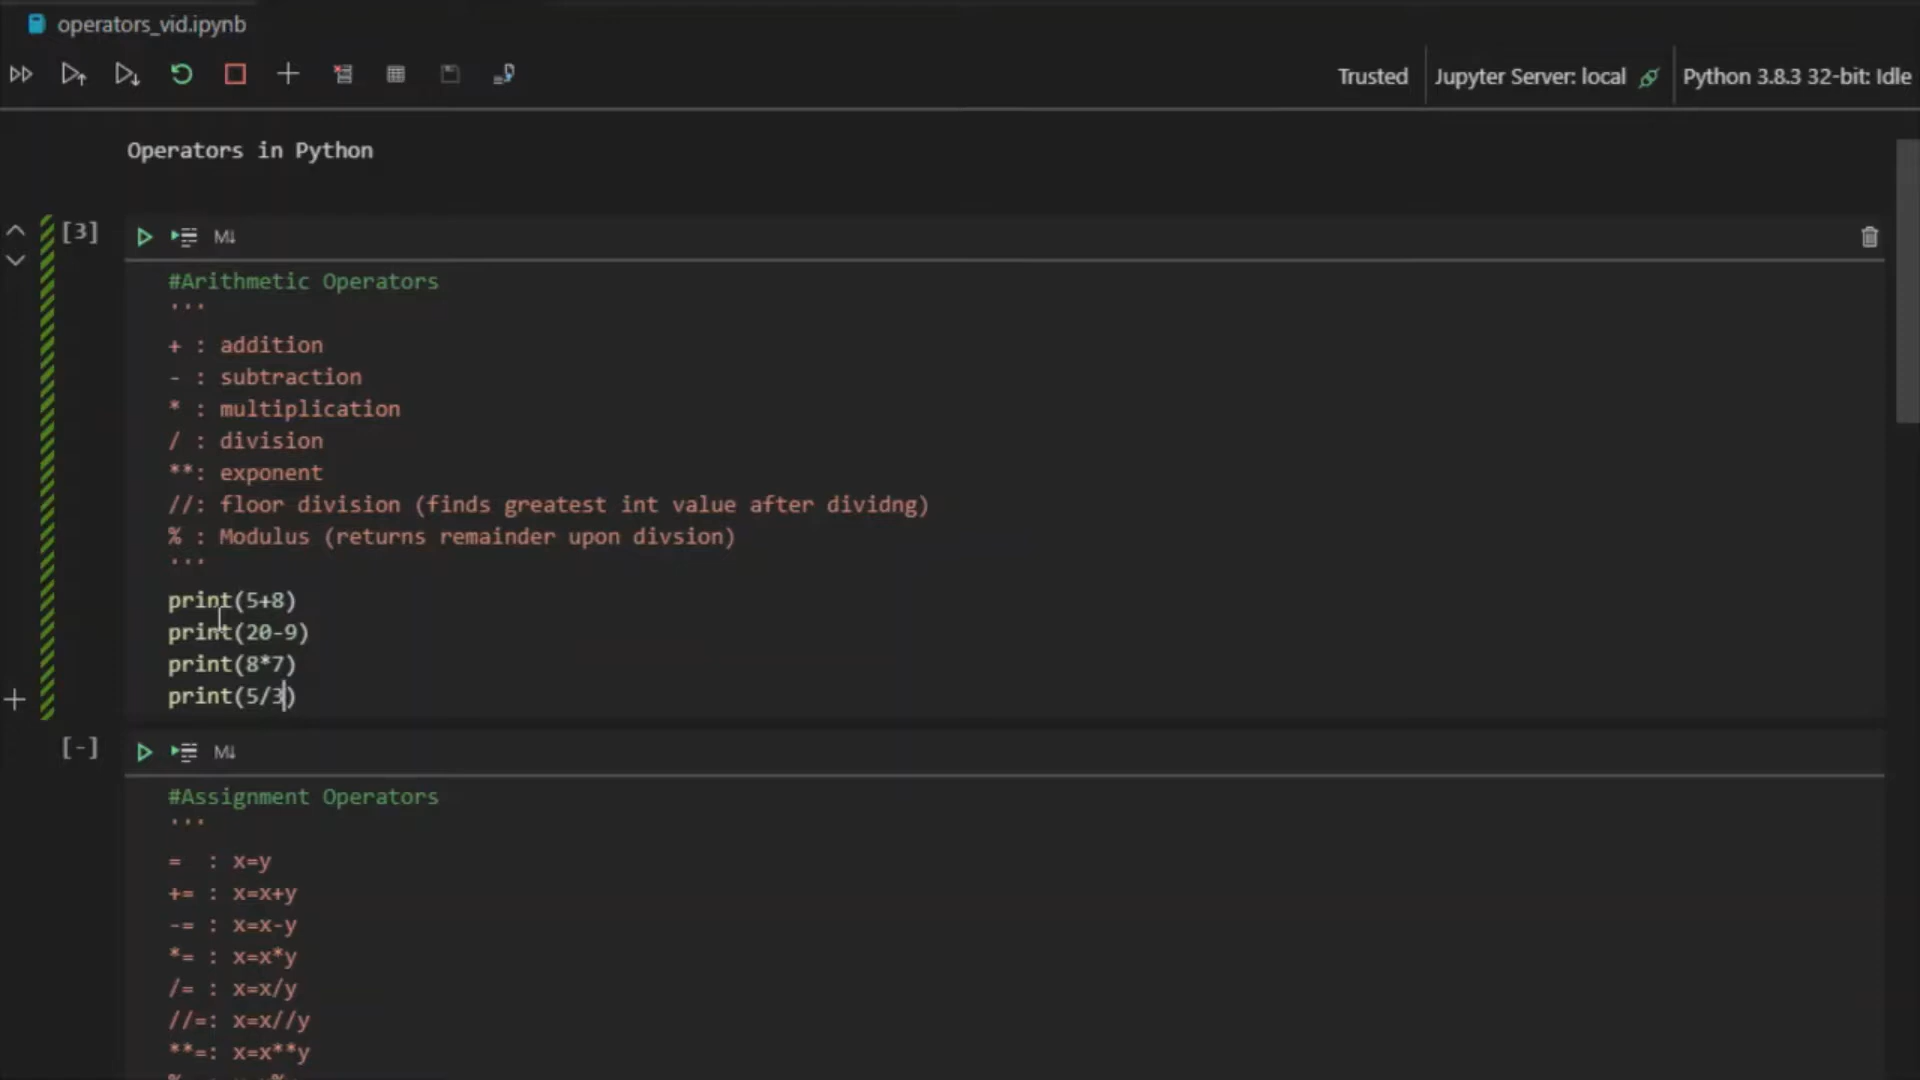 operators_vid.ipynb
Trusted
Jupyter Server: local
Python 3.8.3 32-bit: Idle
Operators in Python
[3]
M↓
#Arithmetic Operators
'''
+ : addition
- : subtraction
* : multiplication
/ : division
**: exponent
//: floor division (finds greatest int value after dividng)
% : Modulus (returns remainder upon divsion)
'''
print(5+8)
print(20-9)
print(8*7)
print(5/3)
[-]
M↓
#Assignment Operators
'''
=  : x=y
+= : x=x+y
-= : x=x-y
*= : x=x*y
/= : x=x/y
//=: x=x//y
**=: x=x**y